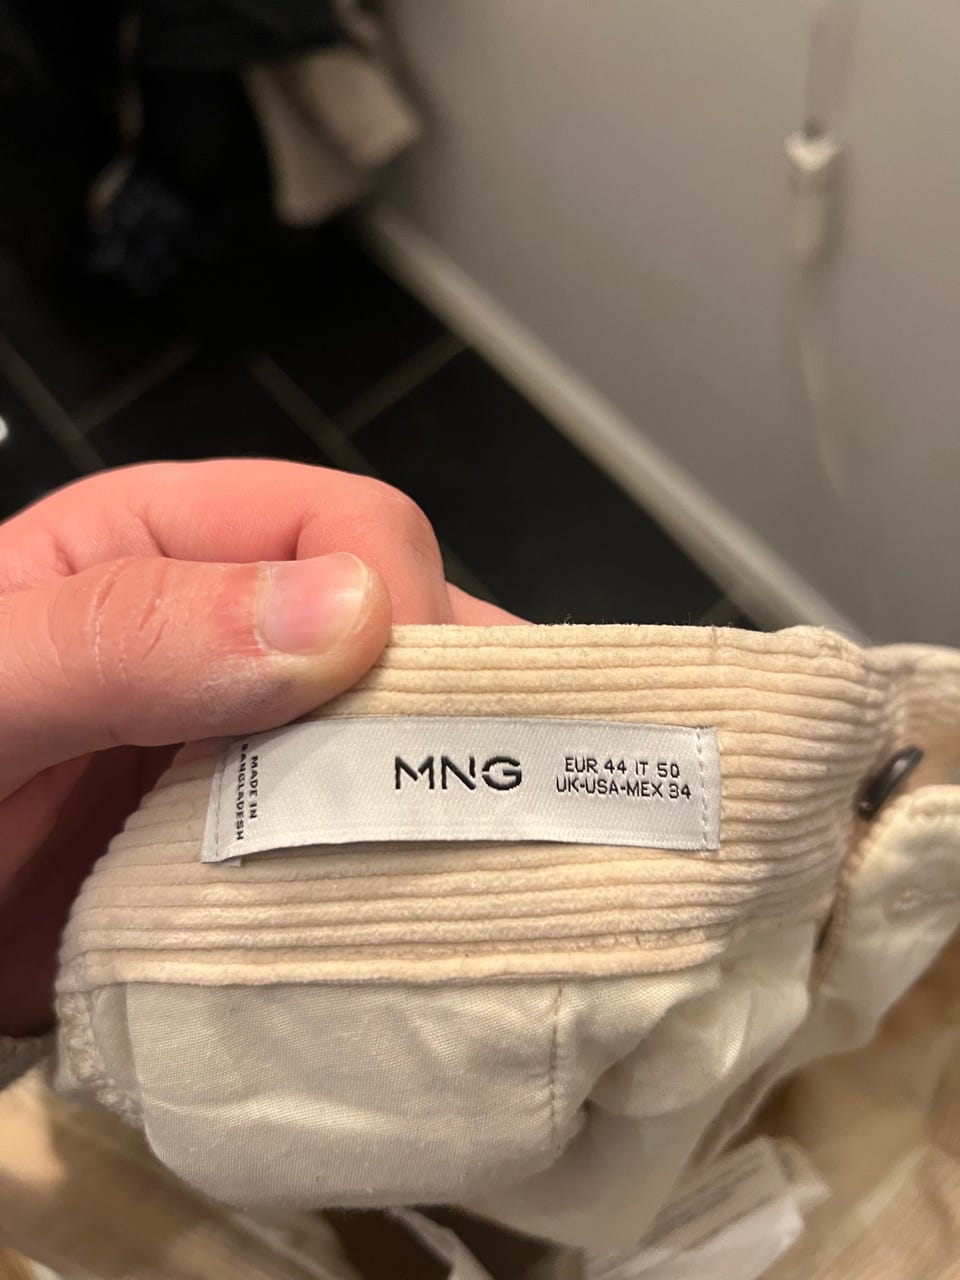 MADE IN
BANGLADESH
MNG
EUR 44 IT 50
UK-USA-MEX 34